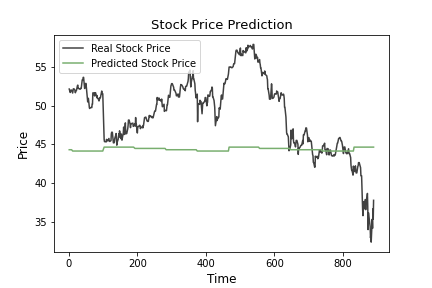 Stock Price Prediction
Real Stock Price
Predicted Stock Price
Price
55
50
45
40
35
0 200 400 600 800
Time